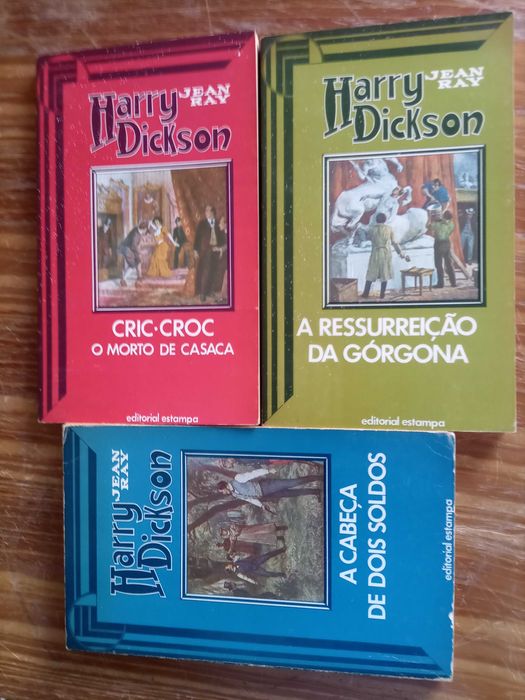 JEAN
RAY
Harry
Dickson
CRIC•CROC
O MORTO DE CASACA
editorial estampa
JEAN
RAY
Harry
Dickson
A RESSURREIÇÃO
DA GÓRGONA
editorial estampa
JEAN
RAY
Harry
Dickson
A CABEÇA
DE DOIS SOLDOS
editorial estampa